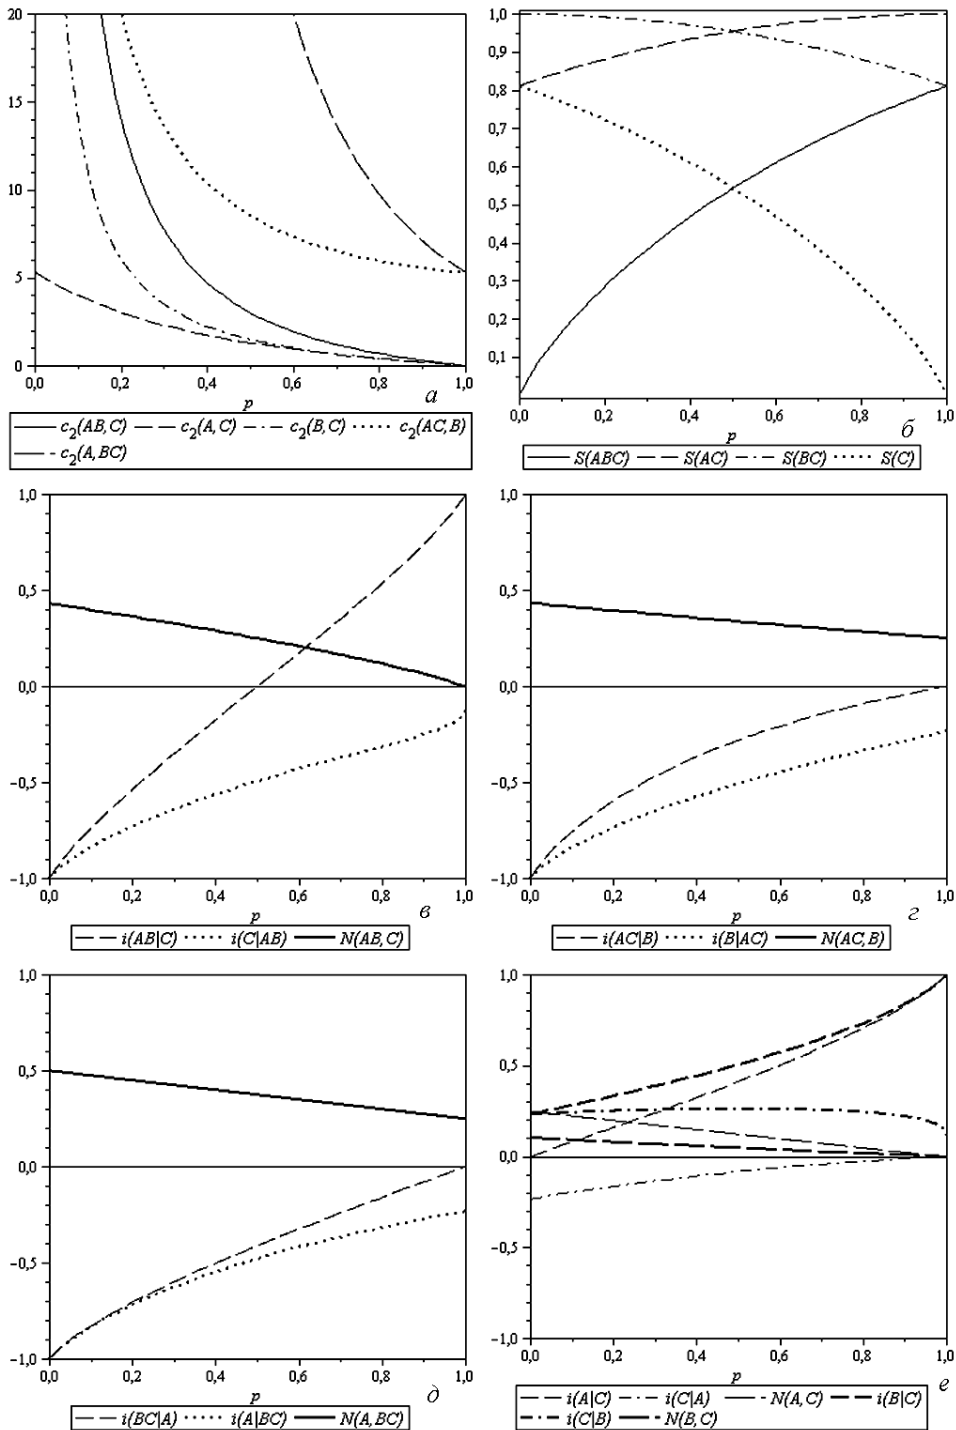 20
15
10
5
0
0,0 0,2 0,4 0,6 0,8 1,0
p
а
c₂(AB,C) c₂(A,C) c₂(B,C) c₂(AC,B)
c₂(A,BC)
1,0
0,9
0,8
0,7
0,6
0,5
0,4
0,3
0,2
0,1
0,0 0,2 0,4 0,6 0,8 1,0
p
б
S(ABC) S(AC) S(BC) S(C)
1,0
0,5
0,0
−0,5
−1,0
0,0 0,2 0,4 0,6 0,8 1,0
p
в
i(AB|C) i(C|AB) N(AB,C)
1,0
0,5
0,0
−0,5
−1,0
0,0 0,2 0,4 0,6 0,8 1,0
p
г
i(AC|B) i(B|AC) N(AC,B)
1,0
0,5
0,0
−0,5
−1,0
0,0 0,2 0,4 0,6 0,8 1,0
p
д
i(BC|A) i(A|BC) N(A,BC)
1,0
0,5
0,0
−0,5
−1,0
0,0 0,2 0,4 0,6 0,8 1,0
p
е
i(A|C) i(C|A) N(A,C) i(B|C)
i(C|B) N(B,C)